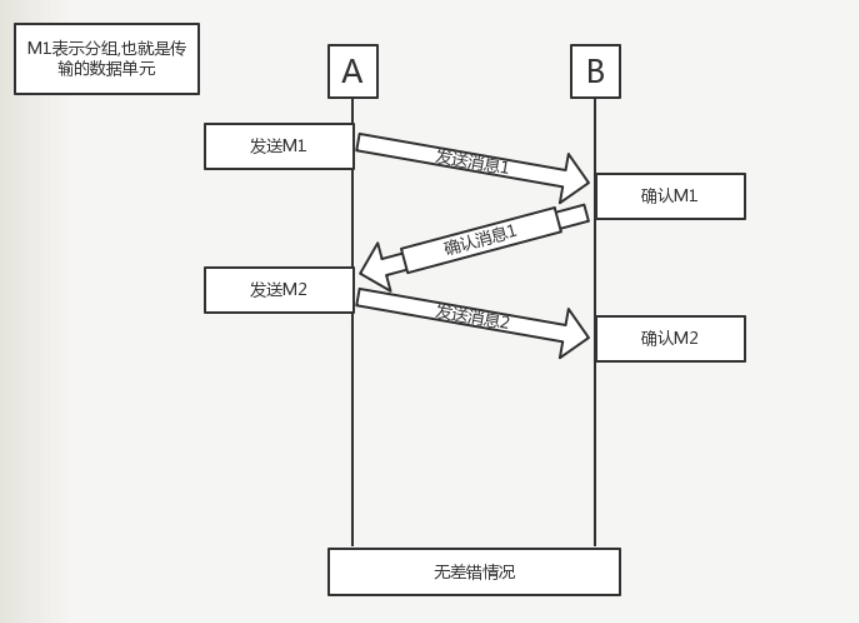 M1表示分组,也就是传
输的数据单元
A
B
发送M1
发送消息1
确认M1
确认消息1
发送M2
发送消息2
确认M2
无差错情况